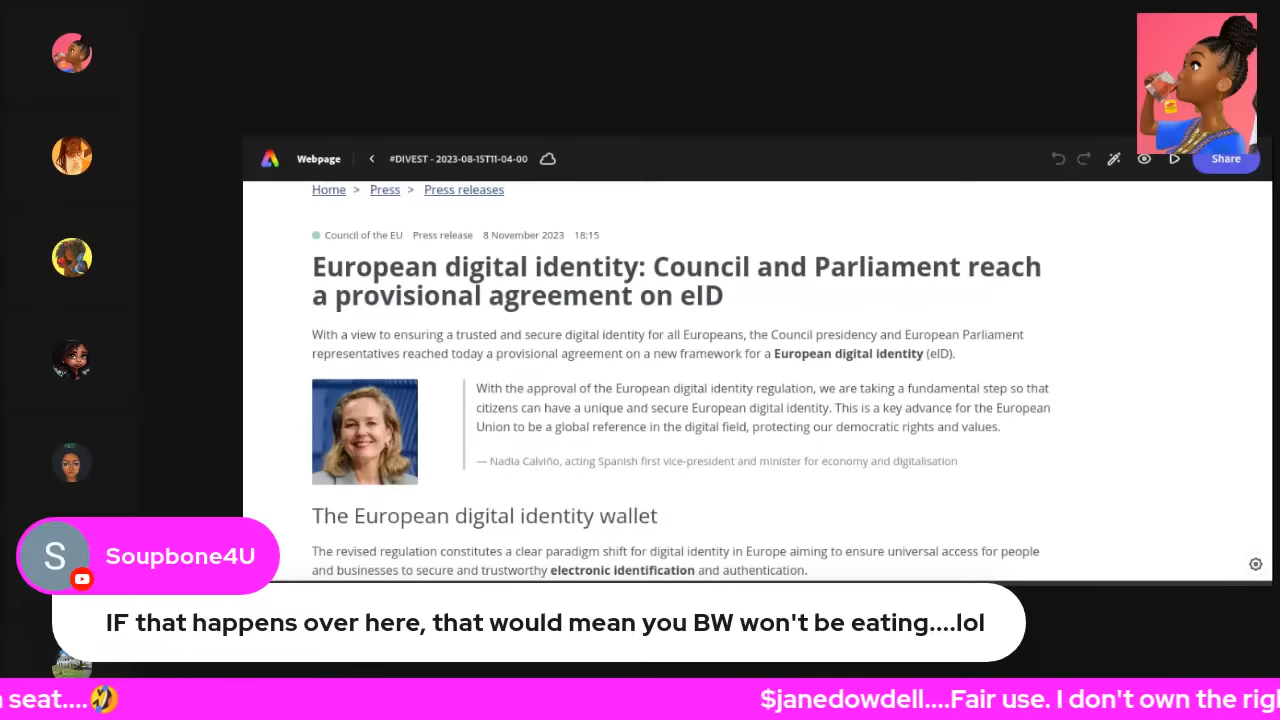 Webpage
#DIVEST - 2023-08-15T11-04-00
Share
Home > Press > Press releases
Council of the EU Press release 8 November 2023 18:15
European digital identity: Council and Parliament reach
a provisional agreement on eID
With a view to ensuring a trusted and secure digital identity for all Europeans, the Council presidency and European Parliament
representatives reached today a provisional agreement on a new framework for a European digital identity (eID).
With the approval of the European digital identity regulation, we are taking a fundamental step so that
citizens can have a unique and secure European digital identity. This is a key advance for the European
Union to be a global reference in the digital field, protecting our democratic rights and values.
— Nadia Calviño, acting Spanish first vice-president and minister for economy and digitalisation
The European digital identity wallet
The revised regulation constitutes a clear paradigm shift for digital identity in Europe aiming to ensure universal access for people
and businesses to secure and trustworthy electronic identification and authentication.
S
Soupbone4U
IF that happens over here, that would mean you BW won't be eating....lol
seat....🤣 $janedowdell....Fair use. I don't own the